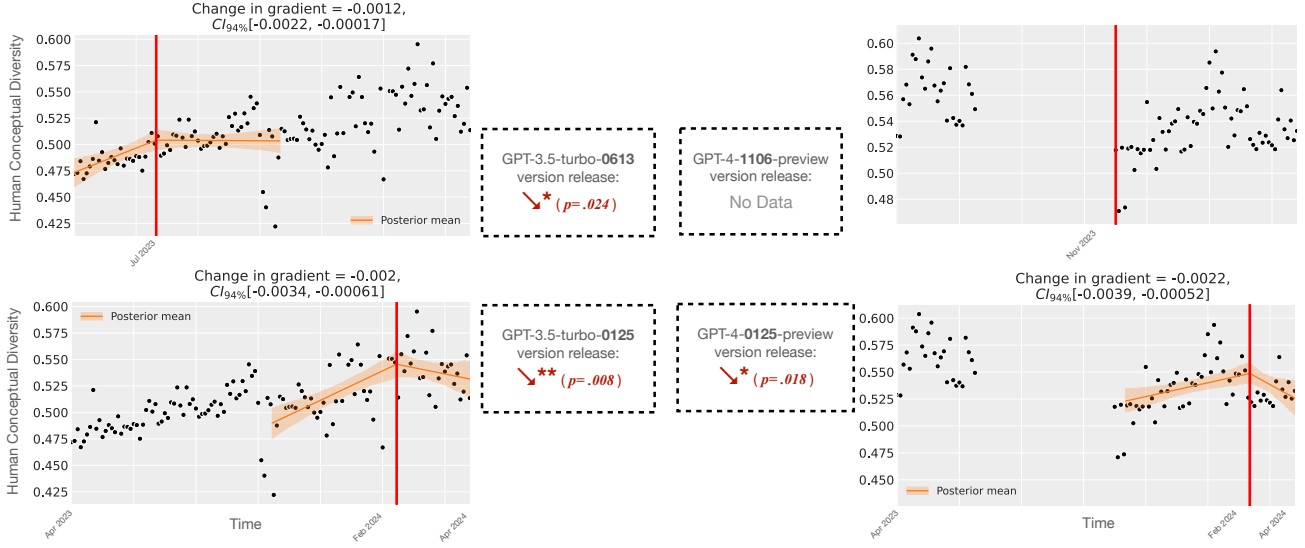 Change in gradient = -0.0012,
CI94%[-0.0022, -0.00017]
Human Conceptual Diversity
0.600
0.575
0.550
0.525
0.500
0.475
0.450
0.425
Posterior mean
Jul 2023
GPT-3.5-turbo-0613
version release:
↘* (p=.024)
GPT-4-1106-preview
version release:
No Data
0.60
0.58
0.56
0.54
0.52
0.50
0.48
Nov 2023
Change in gradient = -0.002,
CI94%[-0.0034, -0.00061]
Human Conceptual Diversity
0.600
0.575
0.550
0.525
0.500
0.475
0.450
0.425
Posterior mean
Apr 2023
Time
Feb 2024
Apr 2024
GPT-3.5-turbo-0125
version release:
↘** (p=.008)
GPT-4-0125-preview
version release:
↘* (p=.018)
Change in gradient = -0.0022,
CI94%[-0.0039, -0.00052]
0.600
0.575
0.550
0.525
0.500
0.475
0.450
Posterior mean
Apr 2023
Time
Feb 2024
Apr 2024